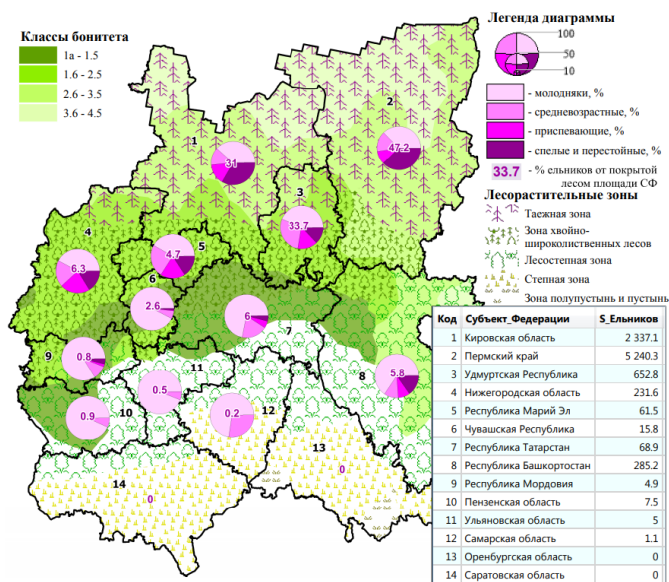 Классы бонитета
1а - 1.5
1.6 - 2.5
2.6 - 3.5
3.6 - 4.5
Легенда диаграммы
100
50
10
- молодняки, %
- средневозрастные, %
- приспевающие, %
- спелые и перестойные, %
33.7 - % ельников от покрытой
лесом площади СФ
Лесорастительные зоны
Таежная зона
Зона хвойно-
широколиственных лесов
Лесостепная зона
Степная зона
Зона полупустынь и пустынь
1
31
2
47.2
3
33.7
4
6.3
5
4.7
6
2.6
7
6
8
5.8
9
0.8
10
0.9
11
0.5
12
0.2
13
0
14
0
Код Субъект_Федерации S_Ельников
1 Кировская область 2 337.1
2 Пермский край 5 240.3
3 Удмуртская Республика 652.8
4 Нижегородская область 231.6
5 Республика Марий Эл 61.5
6 Чувашская Республика 15.8
7 Республика Татарстан 68.9
8 Республика Башкортостан 285.2
9 Республика Мордовия 4.9
10 Пензенская область 7.5
11 Ульяновская область 5
12 Самарская область 1.1
13 Оренбургская область 0
14 Саратовская область 0